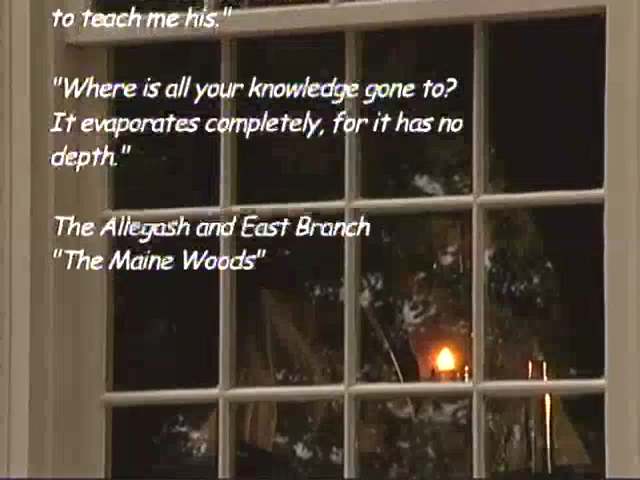 to teach me his."
"Where is all your knowledge gone to?
It evaporates completely, for it has no
depth."
The Allegash and East Branch
"The Maine Woods"